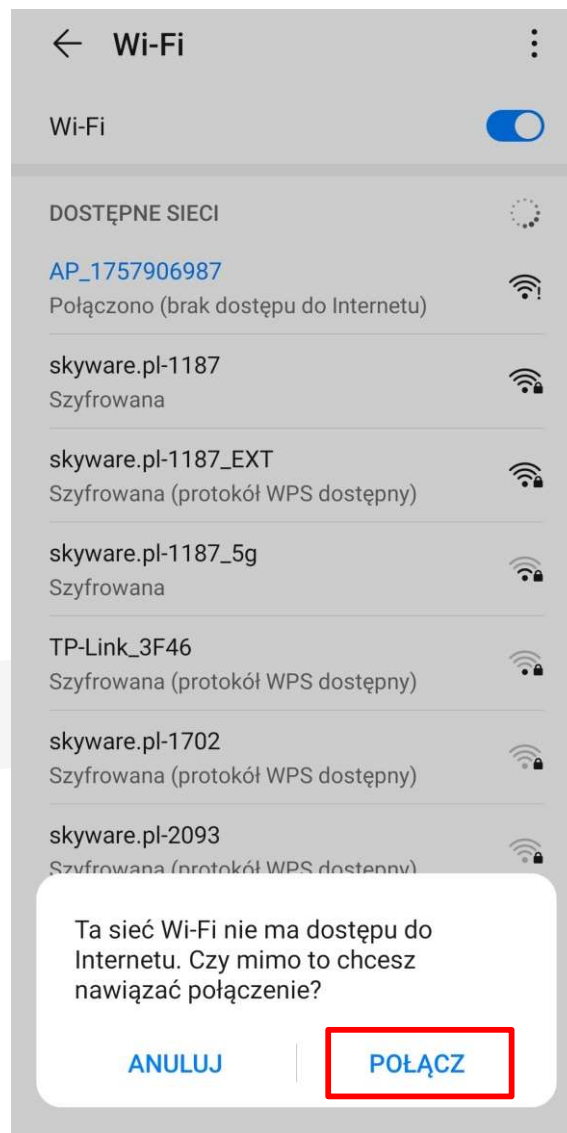 Wi-Fi
Wi-Fi
DOSTĘPNE SIECI
AP_1757906987
Połączono (brak dostępu do Internetu)
skyware.pl-1187
Szyfrowana
skyware.pl-1187_EXT
Szyfrowana (protokół WPS dostępny)
skyware.pl-1187_5g
Szyfrowana
TP-Link_3F46
Szyfrowana (protokół WPS dostępny)
skyware.pl-1702
Szyfrowana (protokół WPS dostępny)
skyware.pl-2093
Szyfrowana (protokół WPS dostępny)
Ta sieć Wi-Fi nie ma dostępu do
Internetu. Czy mimo to chcesz
nawiązać połączenie?
ANULUJ POŁĄCZ